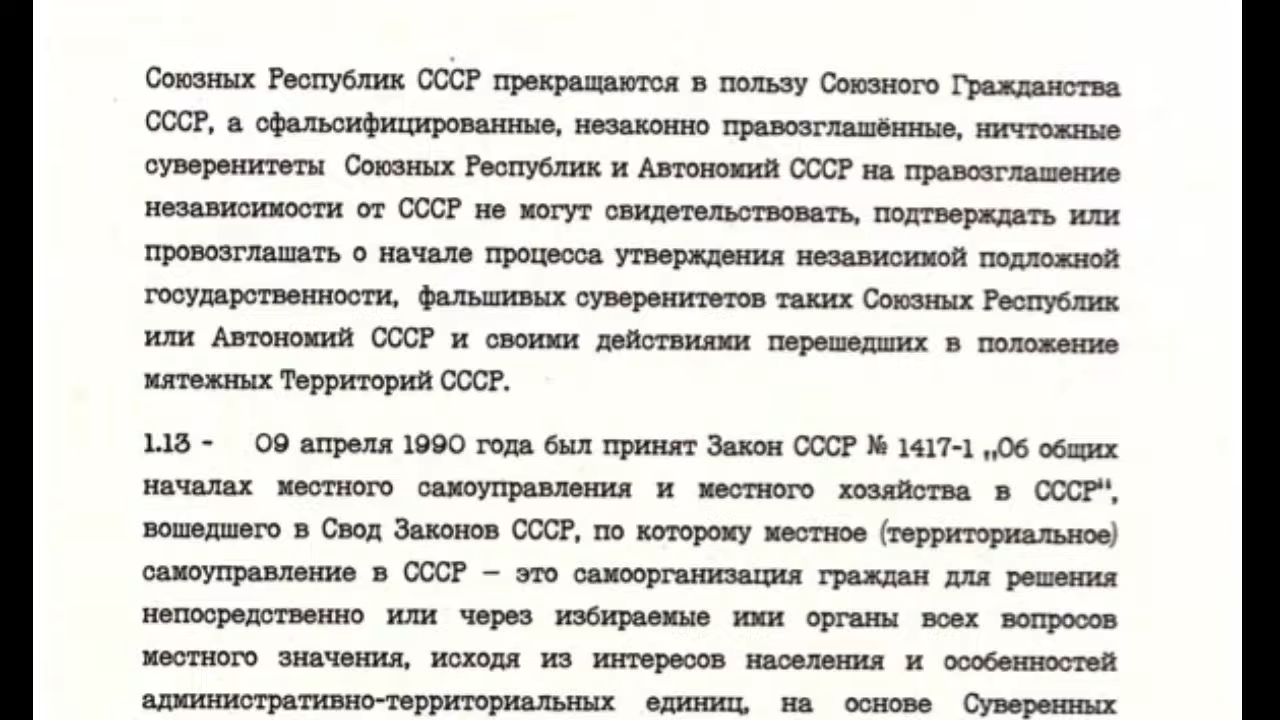 Союзных Республик СССР прекращаются в пользу Союзного Гражданства
СССР, а сфальсифицированные, незаконно правозглашённые, ничтожные
суверенитеты Союзных Республик и Автономий СССР на правозглашение
независимости от СССР не могут свидетельствовать, подтверждать или
провозглашать о начале процесса утверждения независимой подложной
государственности, фальшивых суверенитетов таких Союзных Республик
или Автономий СССР и своими действиями перешедших в положение
мятежных Территорий СССР.
1.13 - 09 апреля 1990 года был принят Закон СССР № 1417-1 „Об общих
началах местного самоуправления и местного хозяйства в СССР“,
вошедшего в Свод Законов СССР, по которому местное (территориальное)
самоуправление в СССР – это самоорганизация граждан для решения
непосредственно или через избираемые ими органы всех вопросов
местного значения, исходя из интересов населения и особенностей
административно-территориальных единиц, на основе Суверенных